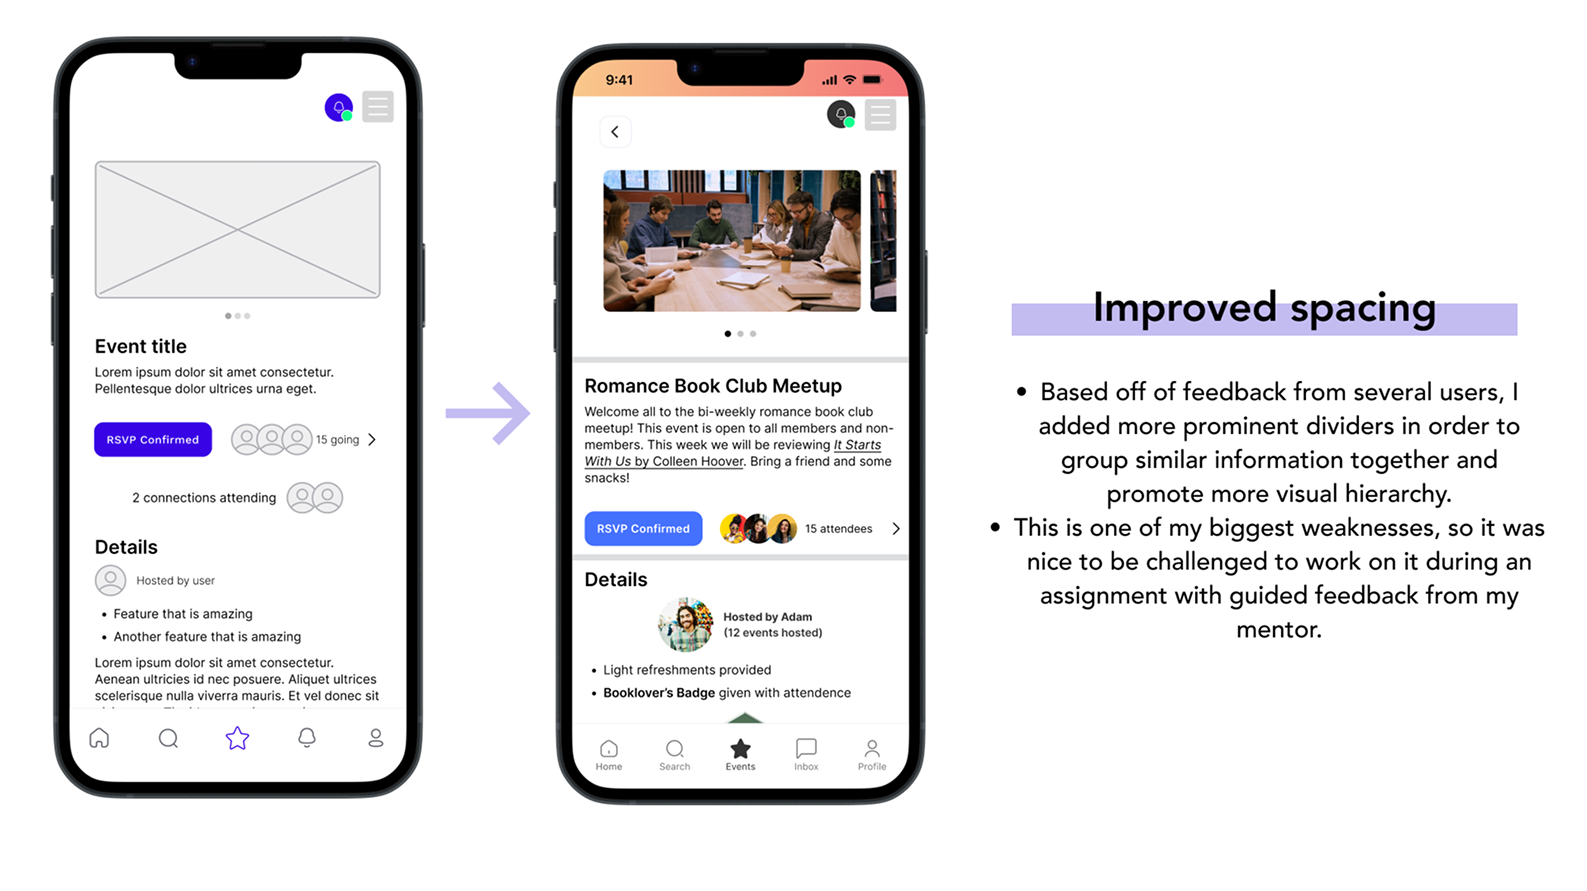 Event title
Lorem ipsum dolor sit amet consectetur.
Pellentesque dolor ultrices urna eget.
RSVP Confirmed
15 going
2 connections attending
Details
Hosted by user
• Feature that is amazing
• Another feature that is amazing
Lorem ipsum dolor sit amet consectetur.
Aenean ultricies id nec posuere. Aliquet ultrices
scelerisque nulla viverra mauris. Et vel donec sit
9:41
Romance Book Club Meetup
Welcome all to the bi-weekly romance book club
meetup! This event is open to all members and non-
members. This week we will be reviewing It Starts
With Us by Colleen Hoover. Bring a friend and some
snacks!
RSVP Confirmed
15 attendees
Details
Hosted by Adam
(12 events hosted)
• Light refreshments provided
• Booklover's Badge given with attendence
Home
Search
Events
Inbox
Profile
Improved spacing
• Based off of feedback from several users, I
added more prominent dividers in order to
group similar information together and
promote more visual hierarchy.
• This is one of my biggest weaknesses, so it was
nice to be challenged to work on it during an
assignment with guided feedback from my
mentor.